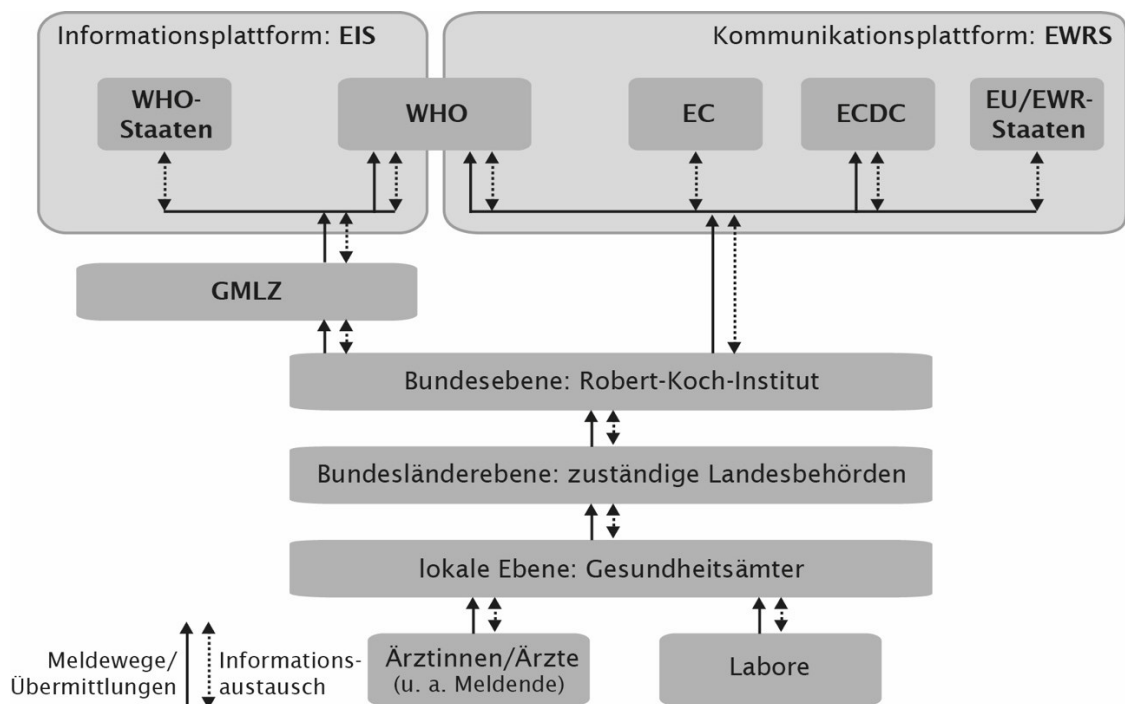 Informationsplattform: EIS
Kommunikationsplattform: EWRS
WHO-
Staaten
WHO
EC
ECDC
EU/EWR-
Staaten
GMLZ
Bundesebene: Robert-Koch-Institut
Bundesländerebene: zuständige Landesbehörden
lokale Ebene: Gesundheitsämter
Ärztinnen/Ärzte
(u. a. Meldende)
Labore
Meldewege/
Übermittlungen
Informations-
austausch